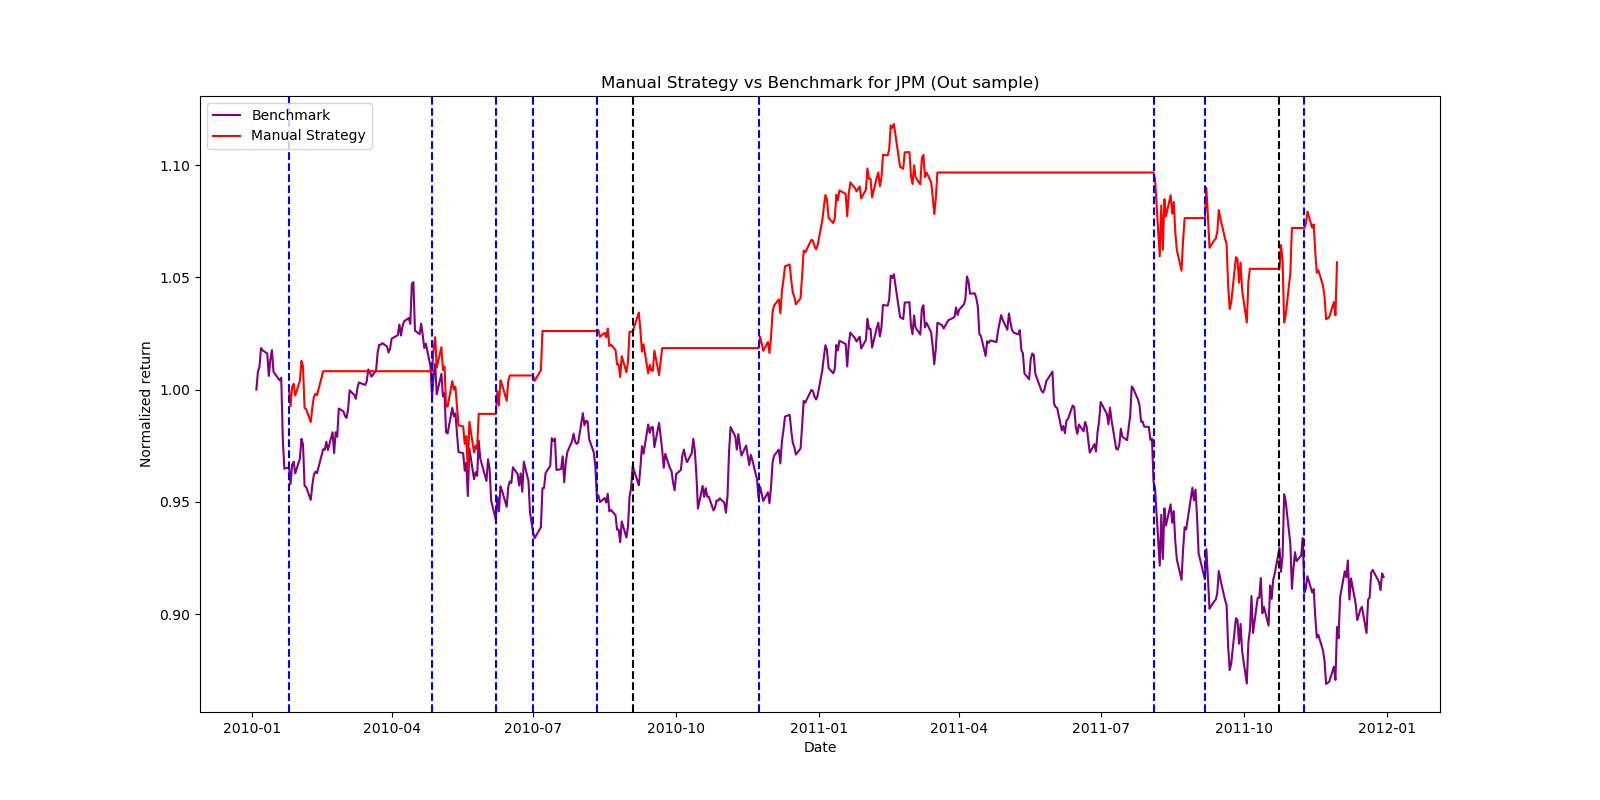 Manual Strategy vs Benchmark for JPM (Out sample)
Benchmark
Manual Strategy
Normalized return
1.10
1.05
1.00
0.95
0.90
2010-01 2010-04 2010-07 2010-10 2011-01 2011-04 2011-07 2011-10 2012-01
Date